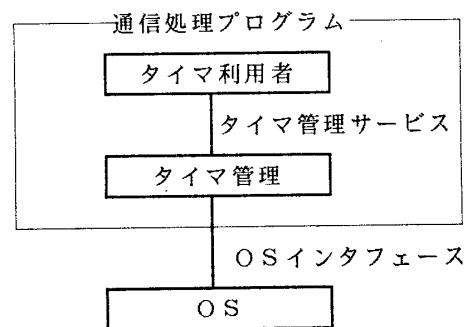 通信処理プログラム
タイマ利用者
タイマ管理サービス
タイマ管理
OSインタフェース
OS